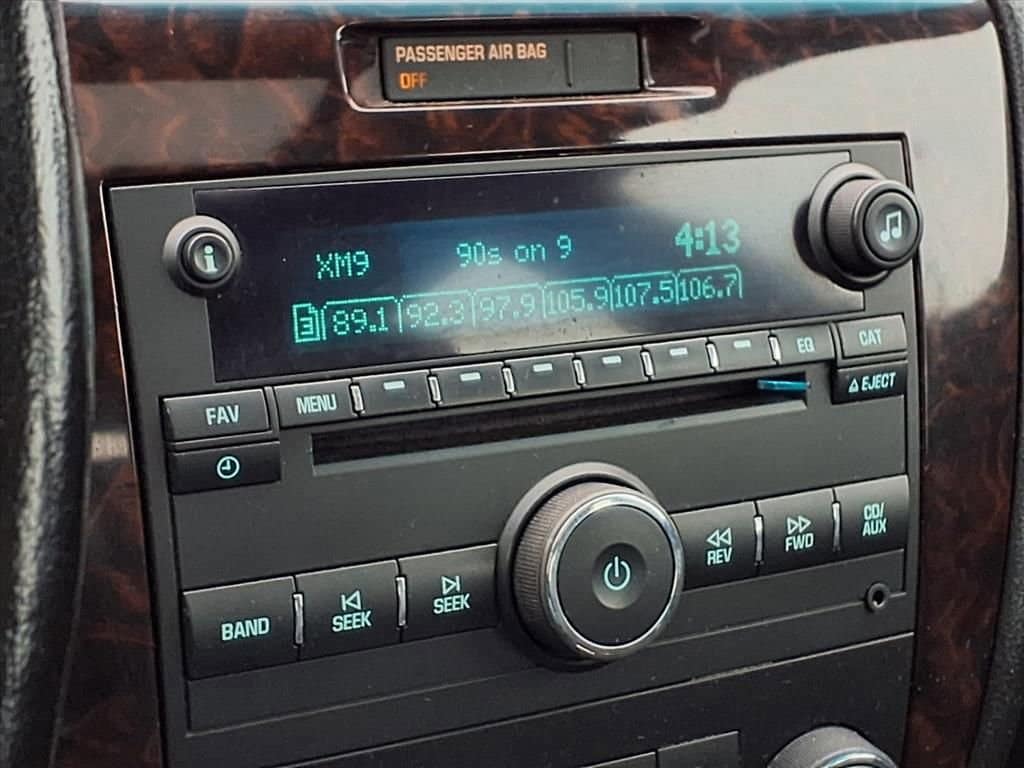 PASSENGER AIR BAG
OFF
i
XM9 90s on 9 4:13
3 89.1 92.3 97.9 105.9 107.5 106.7
FAV MENU EQ CAT
EJECT
BAND SEEK SEEK REV FWD CD/
AUX